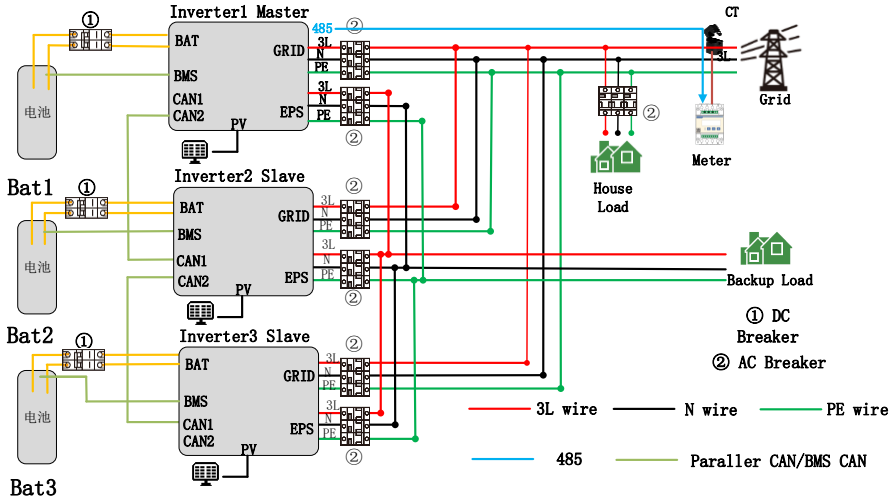 Inverter1 Master
①
BAT
BMS
CAN1
CAN2
PV
GRID
EPS
485
3L
N
PE
3L
N
PE
②
②
电池
Bat1
CT
3L
Grid
②
Meter
House
Load
Inverter2 Slave
①
BAT
BMS
CAN1
CAN2
PV
GRID
EPS
3L
N
PE
3L
N
PE
②
②
电池
Bat2
Backup Load
① DC
Breaker
② AC Breaker
Inverter3 Slave
①
BAT
BMS
CAN1
CAN2
PV
GRID
EPS
3L
N
PE
3L
N
PE
②
②
电池
Bat3
3L wire
N wire
PE wire
485
Paraller CAN/BMS CAN